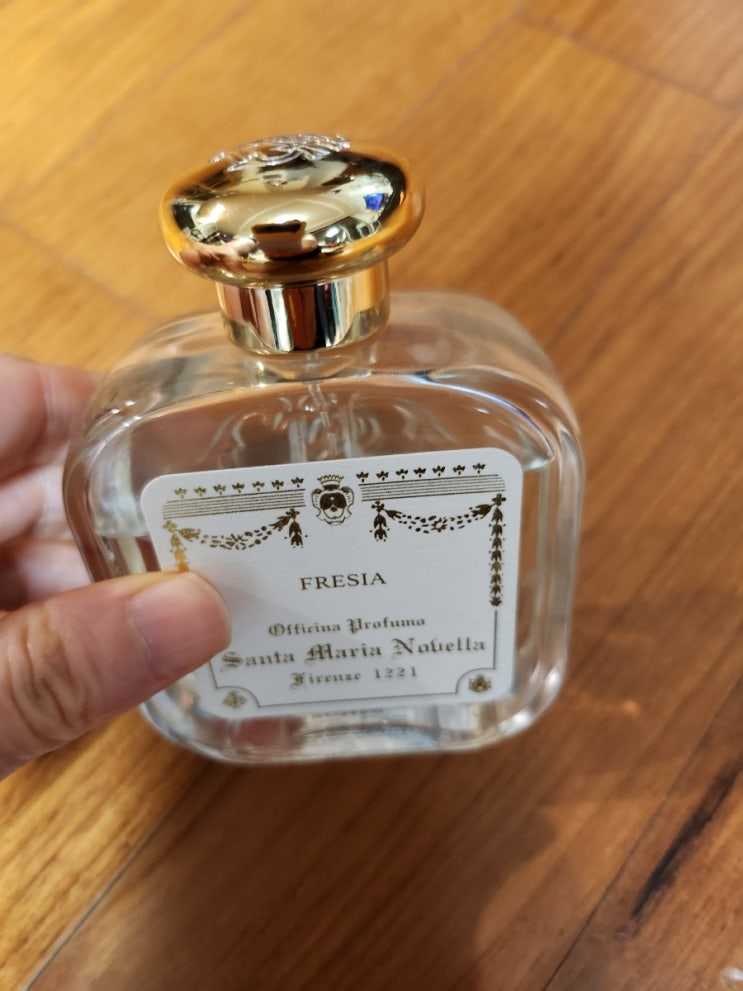 FRESIA
Officina Profumo
Santa Maria Novella
Firenze 1221